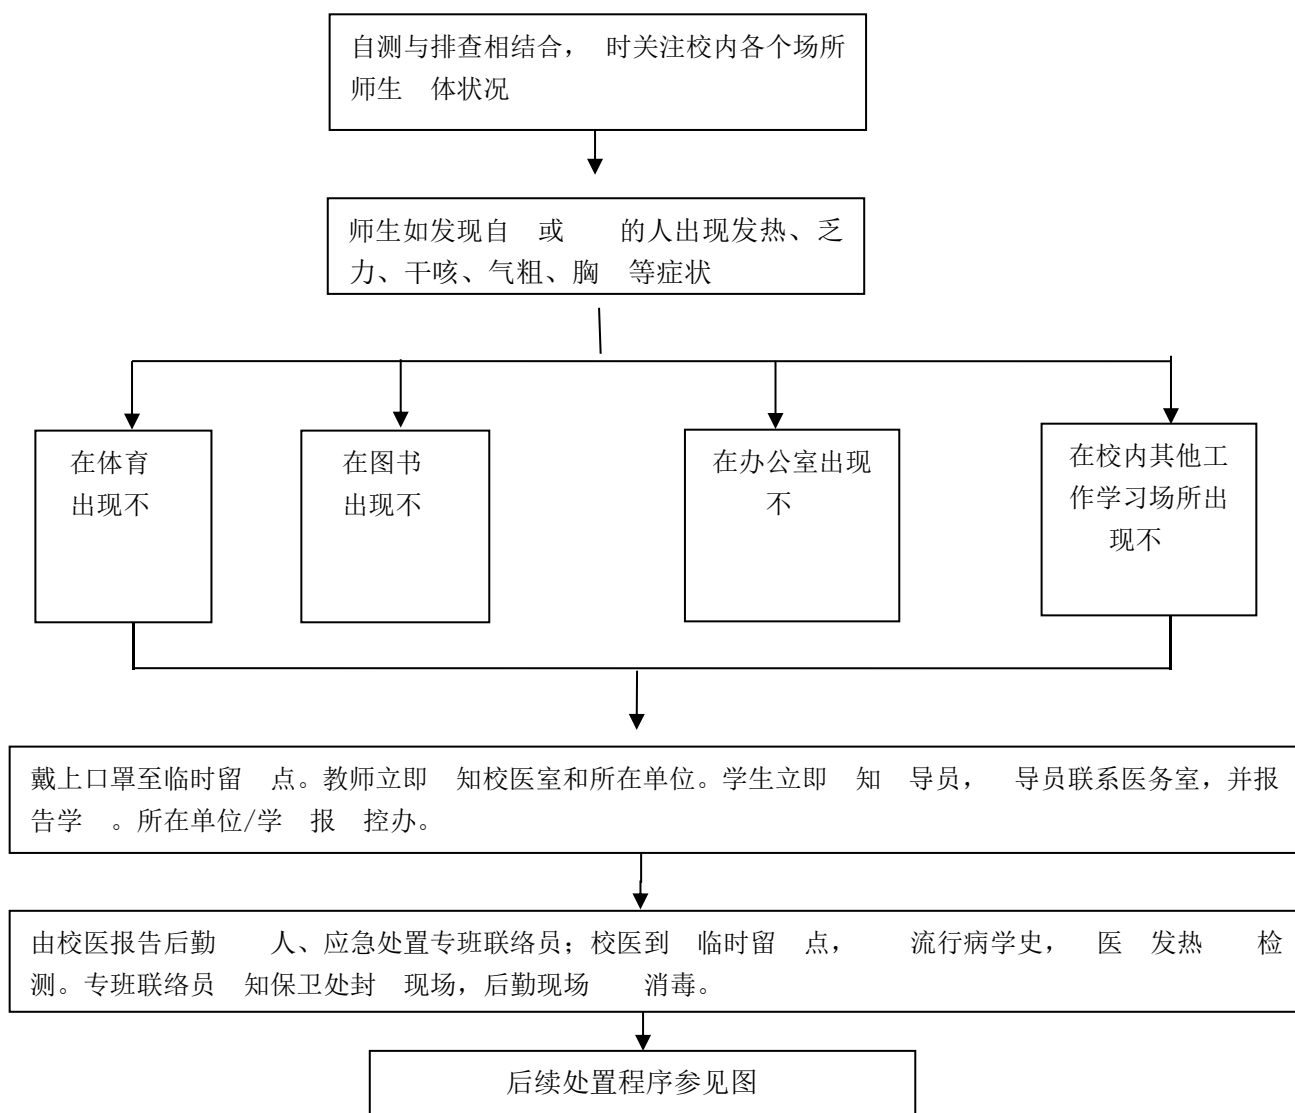 自测与排查相结合， 时关注校内各个场所
师生 体状况
师生如发现自 或 的人出现发热、乏
力、干咳、气粗、胸 等症状
在体育
出现不
在图书
出现不
在办公室出现
不
在校内其他工
作学习场所出
现不
戴上口罩至临时留 点。教师立即 知校医室和所在单位。学生立即 知 导员， 导员联系医务室，并报
告学 。所在单位/学 报 控办。
由校医报告后勤 人、应急处置专班联络员；校医到 临时留 点， 流行病学史， 医 发热 检
测。专班联络员 知保卫处封 现场，后勤现场 消毒。
后续处置程序参见图